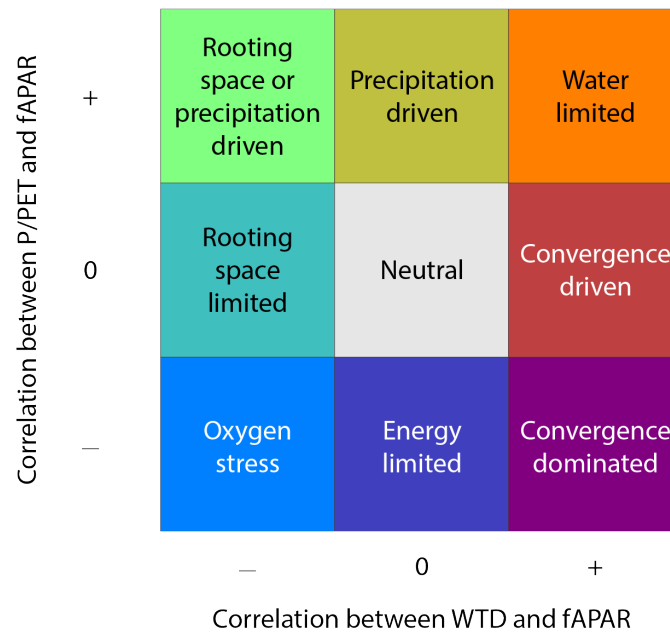 Correlation between P/PET and fAPAR
+
Rooting
space or
precipitation
driven
Precipitation
driven
Water
limited
0
Rooting
space
limited
Neutral
Convergence
driven
—
Oxygen
stress
Energy
limited
Convergence
dominated
—
0
+
Correlation between WTD and fAPAR